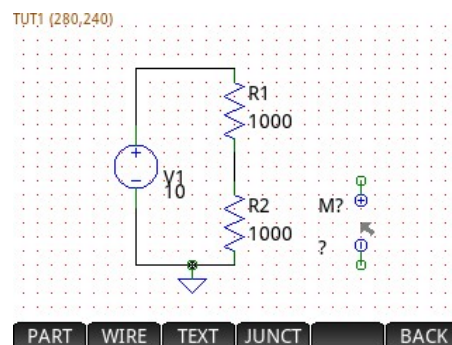 TUT1 (280,240)
R1
1000
V1
10
R2
1000
M?
?
PART WIRE TEXT JUNCT BACK